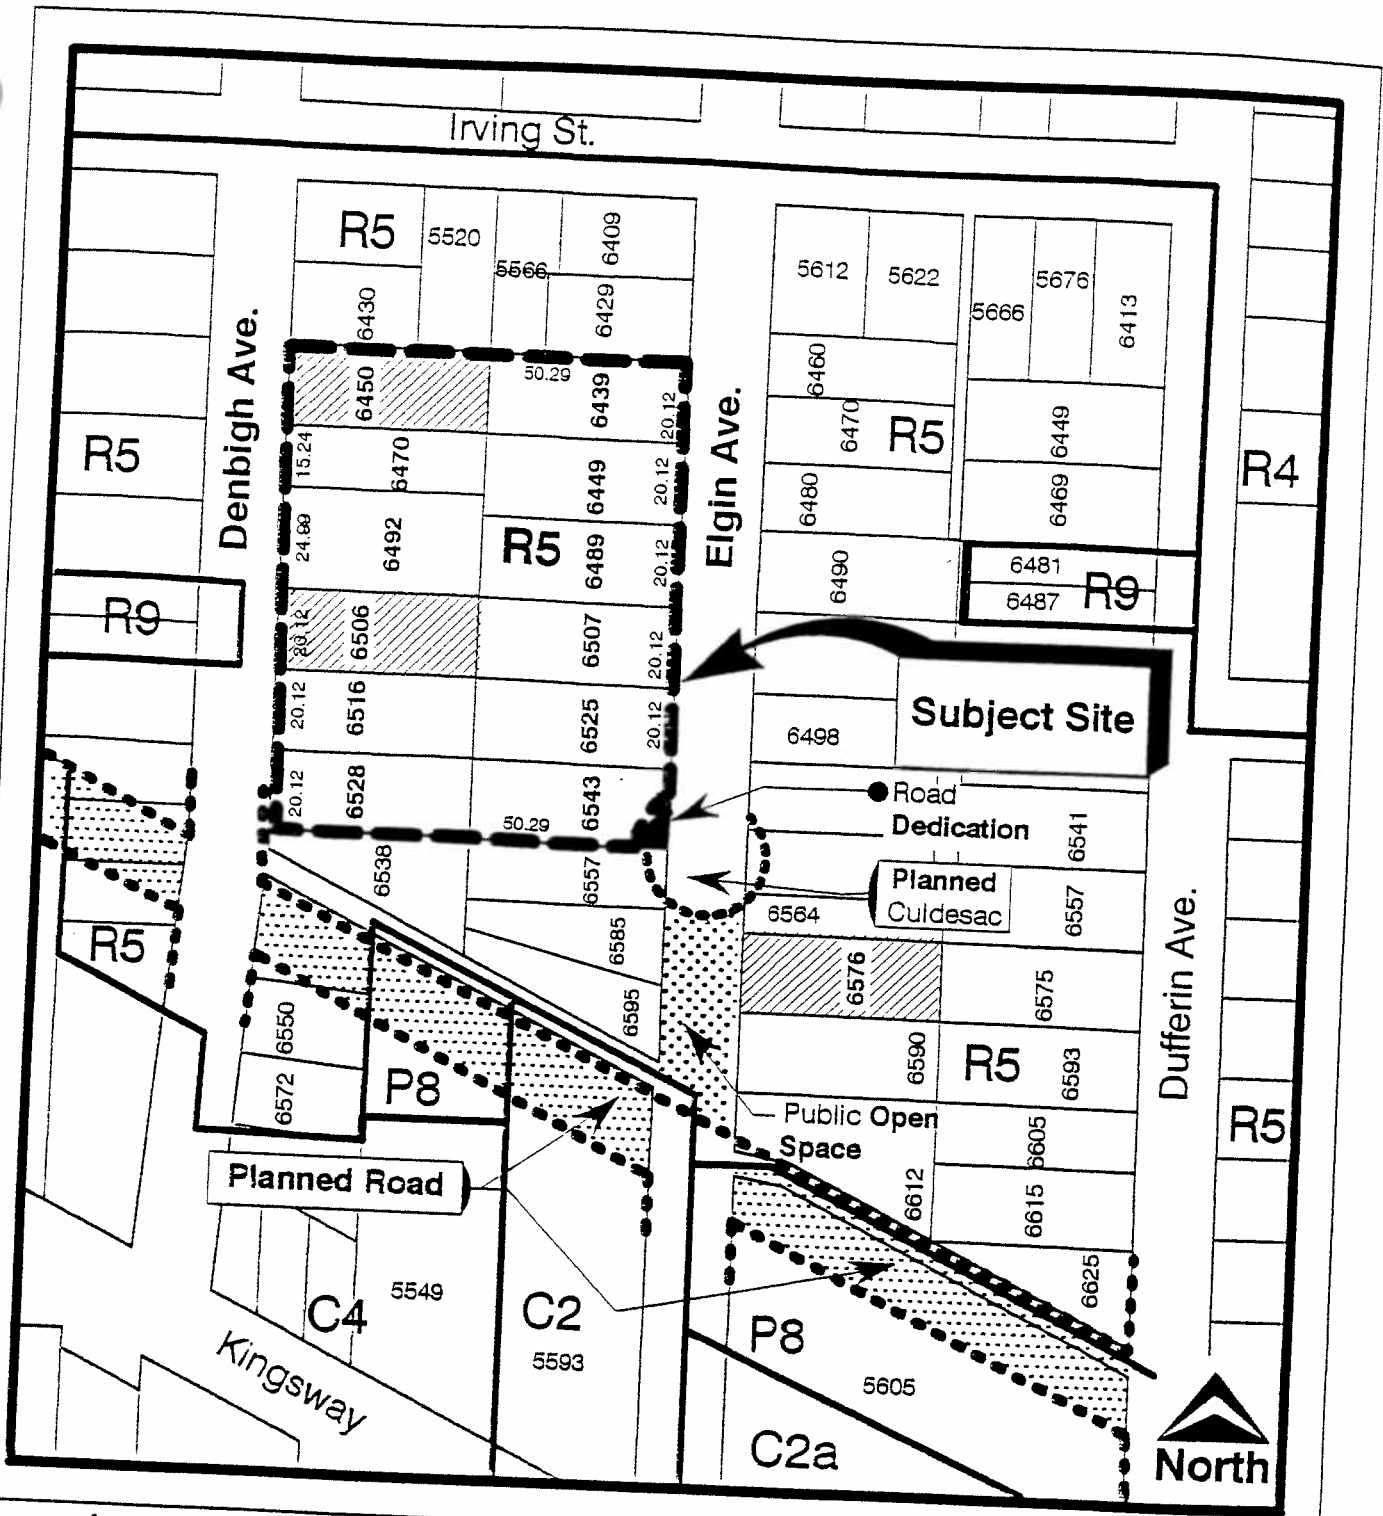 Irving St.
R5
5520
5566
6409
6429
6430
5612
5622
5666
5676
6413
Denbigh Ave.
6450
50.29
6439
20.12
Elgin Ave.
6460
6470
R5
6449
R5
15.24
6470
6449
20.12
6480
6469
R4
24.99
6492
R5
6489
20.12
6490
6481
6487
R9
R9
20.12
6506
6507
20.12
20.12
6516
6525
20.12
6498
Subject Site
20.12
6528
50.29
6543
Road
Dedication
6541
6538
6557
Planned
Culdesac
6564
6557
Dufferin Ave.
R5
6585
6576
6575
6595
6550
6572
P8
6590
R5
6593
Public Open
Space
6605
R5
Planned Road
6612
6615
6625
C4
5549
C2
5593
P8
5605
Kingsway
C2a
North